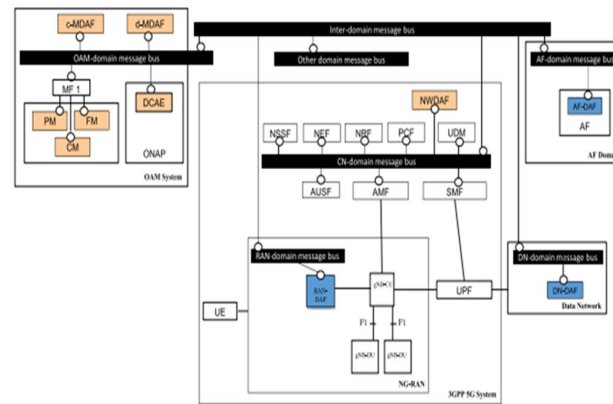 c-MDAF
d-MDAF
Inter-domain message bus
OAM-domain message bus
Other domain message bus
AF-domain message bus
MF 1
DCAE
PM
FM
CM
ONAP
OAM System
NWDAF
AF-DAF
AF
NSSF
NEF
NRF
PCF
UDM
CN-domain message bus
AUSF
AMF
SMF
RAN-domain message bus
DN-domain message bus
RAN-
DAF
gNB-CU
UPF
DN-DAF
Data Network
UE
F1
F1
gNB-DU
gNB-DU
NG-RAN
3GPP 5G System